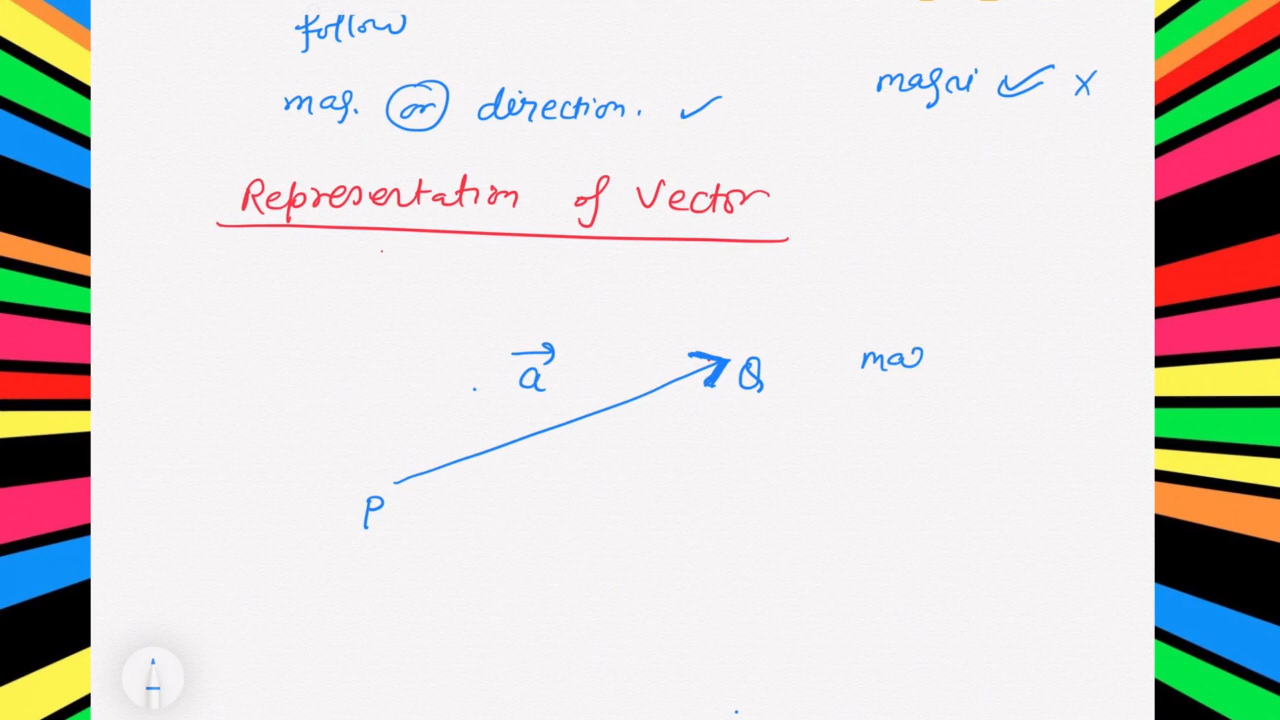 follow
mag. or direction. ✓
magni ✓ x
Representation of Vector
a
Q
ma
P